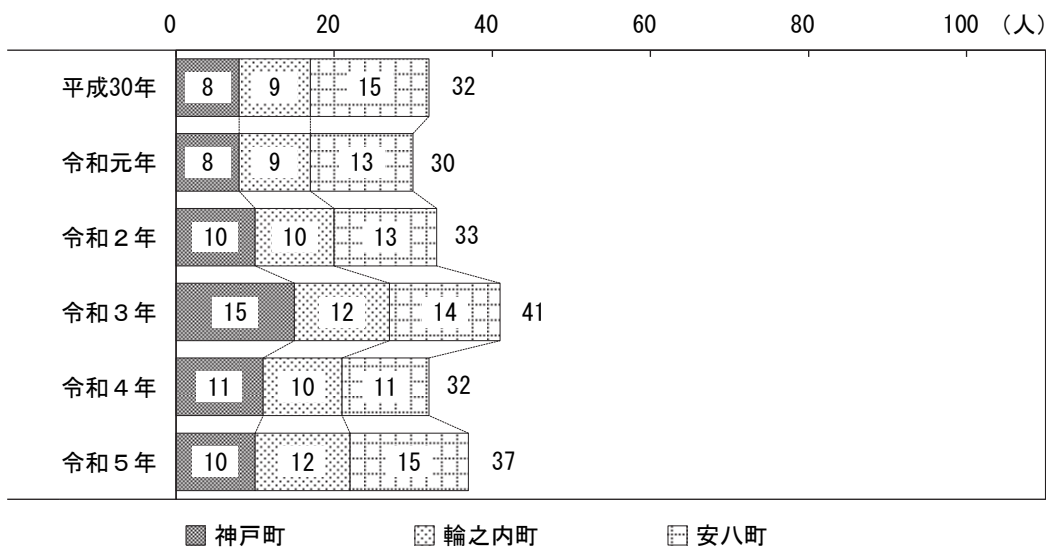 0 20 40 60 80 100 (人)
平成30年 8 9 15 32
令和元年 8 9 13 30
令和２年 10 10 13 33
令和３年 15 12 14 41
令和４年 11 10 11 32
令和５年 10 12 15 37
神戸町 輪之内町 安八町